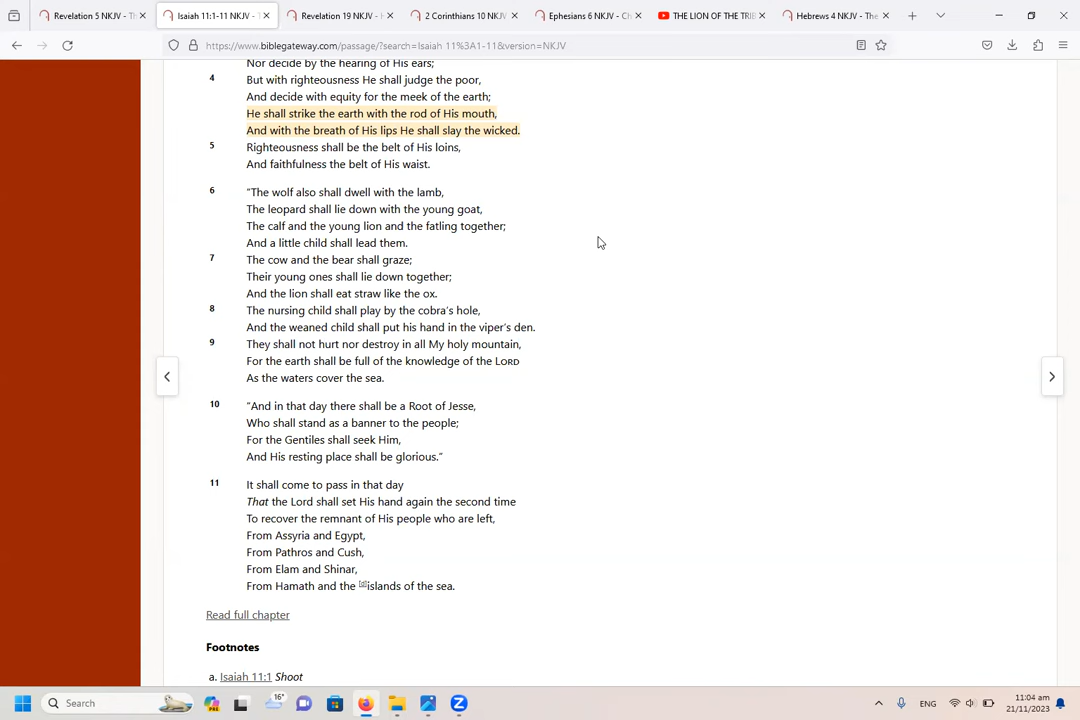 Revelation 5 NKJV - Th
Isaiah 11:1-11 NKJV -
Revelation 19 NKJV - H
2 Corinthians 10 NKJV
Ephesians 6 NKJV - Ch
THE LION OF THE TRI
Hebrews 4 NKJV - The
https://www.biblegateway.com/passage/?search=Isaiah 11%3A1-11&version=NKJV
Nor decide by the hearing of His ears;
4 But with righteousness He shall judge the poor,
And decide with equity for the meek of the earth;
He shall strike the earth with the rod of His mouth,
And with the breath of His lips He shall slay the wicked.
5 Righteousness shall be the belt of His loins,
And faithfulness the belt of His waist.
6 “The wolf also shall dwell with the lamb,
The leopard shall lie down with the young goat,
The calf and the young lion and the fatling together;
And a little child shall lead them.
7 The cow and the bear shall graze;
Their young ones shall lie down together;
And the lion shall eat straw like the ox.
8 The nursing child shall play by the cobra’s hole,
And the weaned child shall put his hand in the viper’s den.
9 They shall not hurt nor destroy in all My holy mountain,
For the earth shall be full of the knowledge of the LORD
As the waters cover the sea.
10 “And in that day there shall be a Root of Jesse,
Who shall stand as a banner to the people;
For the Gentiles shall seek Him,
And His resting place shall be glorious.”
11 It shall come to pass in that day
That the Lord shall set His hand again the second time
To recover the remnant of His people who are left,
From Assyria and Egypt,
From Pathros and Cush,
From Elam and Shinar,
From Hamath and the [d]islands of the sea.
Read full chapter
Footnotes
a. Isaiah 11:1 Shoot
Search
PRE
16°
ENG
11:04 am
21/11/2023